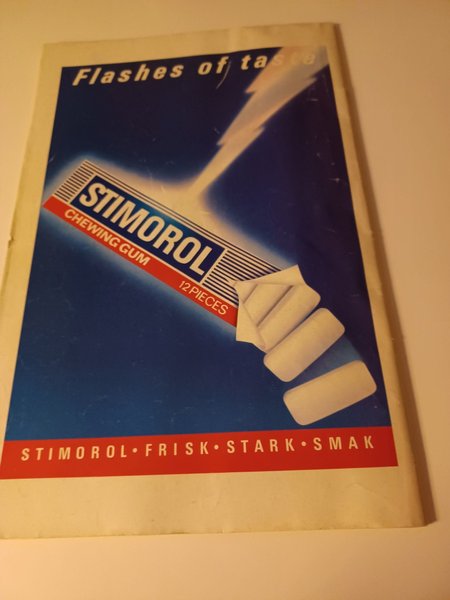 Flashes of taste
STIMOROL
CHEWING GUM
12 PIECES
STIMOROL • FRISK • STARK • SMAK